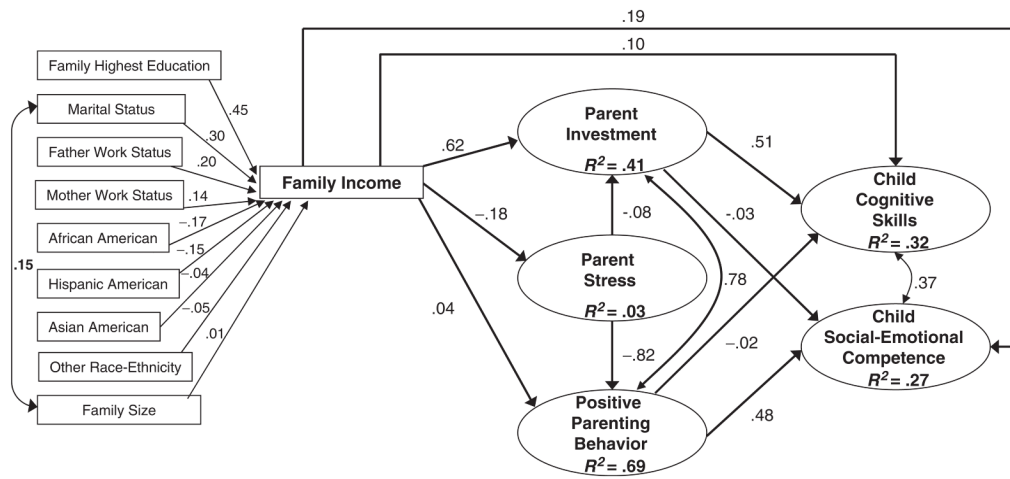 .19
.10
Family Highest Education
.45
Marital Status
.30
Father Work Status
.20
Mother Work Status
.14
African American
–.17
Hispanic American
–.15
Asian American
–.04
Other Race-Ethnicity
–.05
Family Size
.01
.15
Family Income
.62
–.18
.04
Parent
Investment
R² = .41
-.08
Parent
Stress
R² = .03
–.82
Positive
Parenting
Behavior
R² = .69
.78
.51
-.03
-.02
.48
Child
Cognitive
Skills
R² = .32
.37
Child
Social-Emotional
Competence
R² = .27